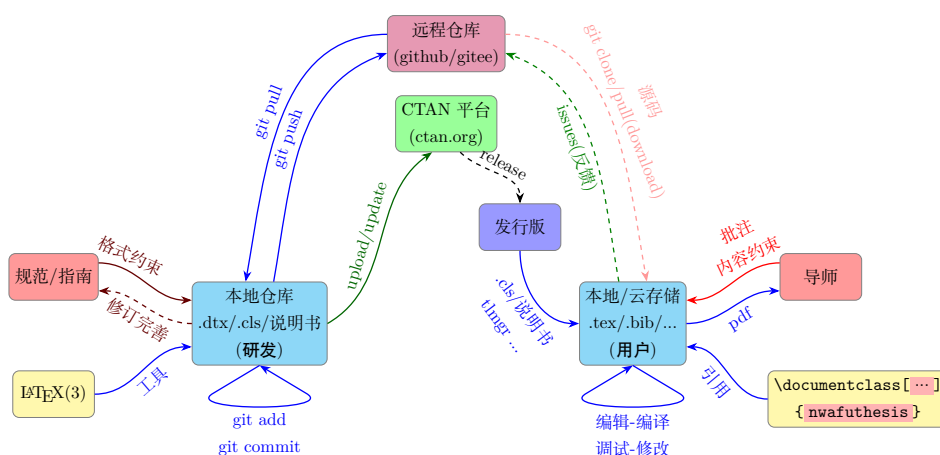 远程仓库
(github/gitee)
git pull
git push
git clone/pull(download)
源码
issues(反馈)
CTAN 平台
(ctan.org)
release
upload/update
发行版
规范/指南
格式约束
修订完善
本地仓库
.dtx/.cls/说明书
(研发)
.cls/说明书
tlmgr ...
本地/云存储
.tex/.bib/...
(用户)
批注
内容约束
导师
pdf
LATEX(3)
工具
git add
git commit
编辑-编译
调试-修改
引用
\documentclass[ ··· ]
{ nwafuthesis }